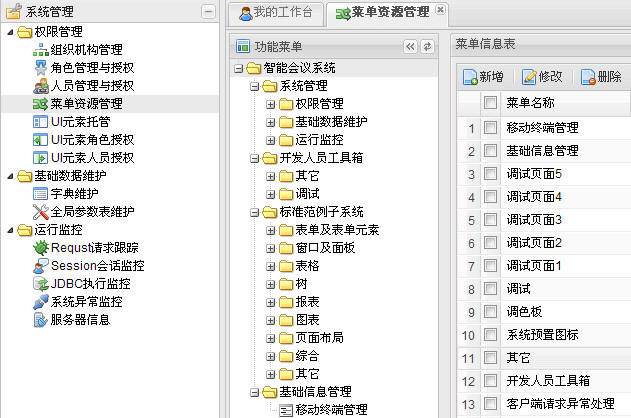 系统管理
权限管理
组织机构管理
角色管理与授权
人员管理与授权
菜单资源管理
UI元素托管
UI元素角色授权
UI元素人员授权
基础数据维护
字典维护
全局参数表维护
运行监控
Requst请求跟踪
Session会话监控
JDBC执行监控
系统异常监控
服务器信息
我的工作台
菜单资源管理
功能菜单
智能会议系统
系统管理
权限管理
基础数据维护
运行监控
开发人员工具箱
其它
调试
标准范例子系统
表单及表单元素
窗口及面板
表格
树
报表
图表
页面布局
综合
其它
基础信息管理
移动终端管理
菜单信息表
新增 修改 删除
菜单名称
1 移动终端管理
2 基础信息管理
3 调试页面5
4 调试页面4
5 调试页面3
6 调试页面2
7 调试页面1
8 调试
9 调色板
10 系统预置图标
11 其它
12 开发人员工具箱
13 客户端请求异常处理